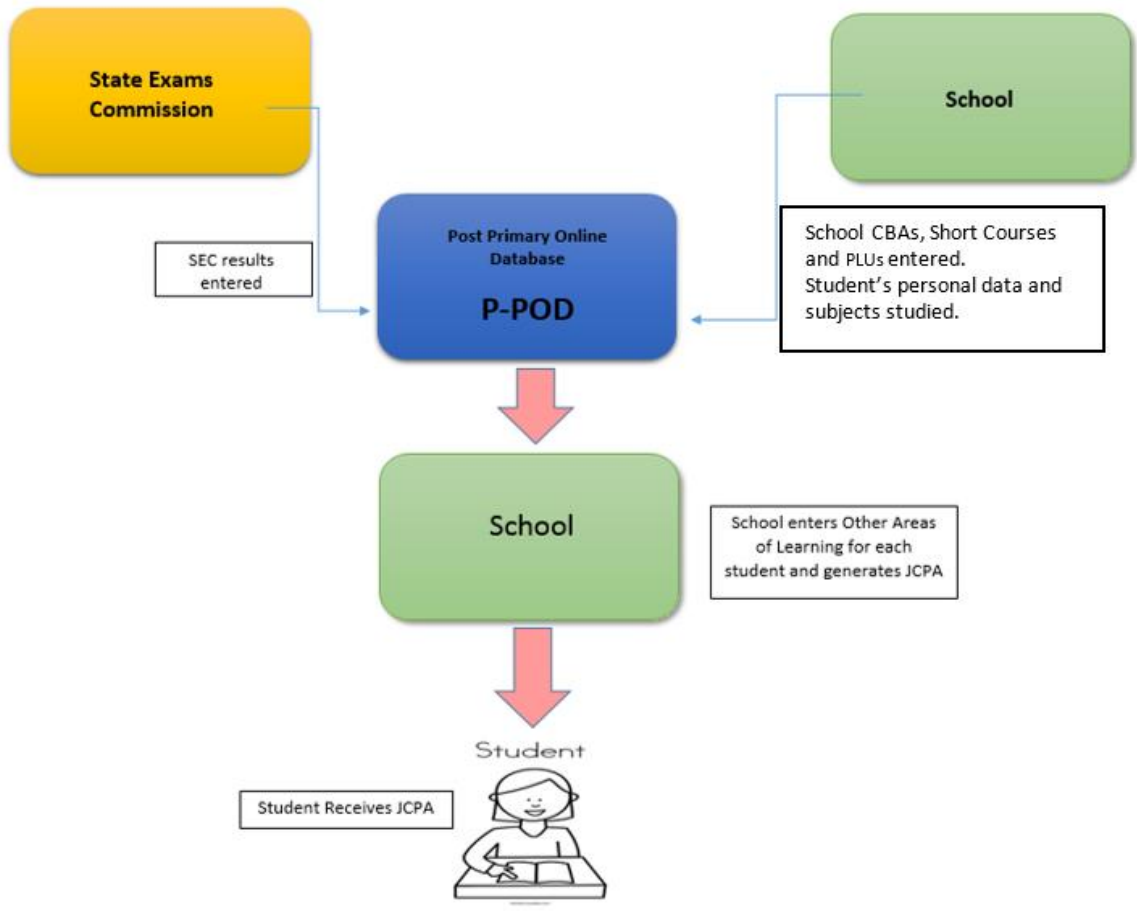 State Exams
Commission
School
Post Primary Online
Database
P-POD
SEC results
entered
School CBAs, Short Courses
and PLUs entered.
Student's personal data and
subjects studied.
School
School enters Other Areas
of Learning for each
student and generates JCPA
Student
Student Receives JCPA